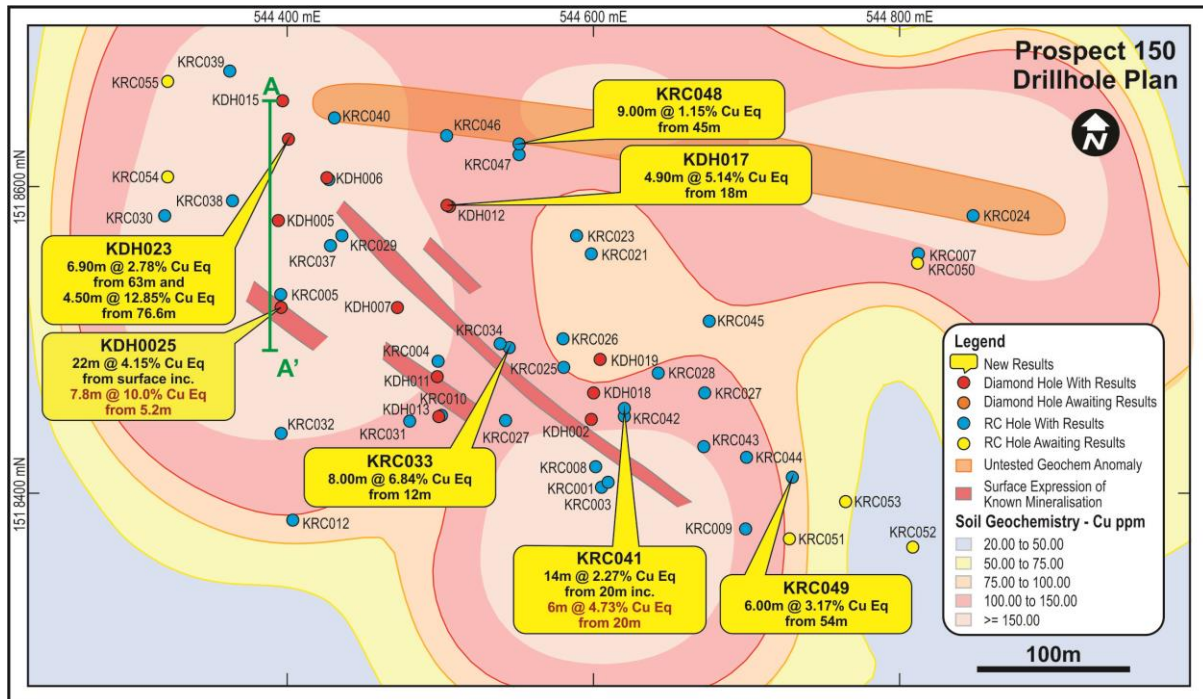 544 400 mE
544 600 mE
544 800 mE
Prospect 150
Drillhole Plan
N
151 8600 mN
151 8400 mN
KRC039
KRC055
A
KDH015
KRC040
KRC046
KRC047
KRC048
9.00m @ 1.15% Cu Eq
from 45m
KDH017
4.90m @ 5.14% Cu Eq
from 18m
KRC054
KDH006
KRC038
KRC030
KDH005
KDH012
KRC029
KRC037
KRC023
KRC021
KRC024
KRC007
KRC050
KDH023
6.90m @ 2.78% Cu Eq
from 63m and
4.50m @ 12.85% Cu Eq
from 76.6m
KRC005
KDH007
KDH0025
22m @ 4.15% Cu Eq
from surface inc.
7.8m @ 10.0% Cu Eq
from 5.2m
A'
KRC034
KRC026
KRC045
KRC004
KRC025
KDH019
KRC028
KDH011
KRC010
KDH018
KRC027
KDH013
KRC031
KRC032
KRC027
KDH002
KRC042
KRC043
KRC044
KRC033
8.00m @ 6.84% Cu Eq
from 12m
KRC008
KRC001
KRC003
KRC012
KRC009
KRC051
KRC053
KRC052
KRC041
14m @ 2.27% Cu Eq
from 20m inc.
6m @ 4.73% Cu Eq
from 20m
KRC049
6.00m @ 3.17% Cu Eq
from 54m
Legend
New Results
Diamond Hole With Results
Diamond Hole Awaiting Results
RC Hole With Results
RC Hole Awaiting Results
Untested Geochem Anomaly
Surface Expression of
Known Mineralisation
Soil Geochemistry - Cu ppm
20.00 to 50.00
50.00 to 75.00
75.00 to 100.00
100.00 to 150.00
>= 150.00
100m